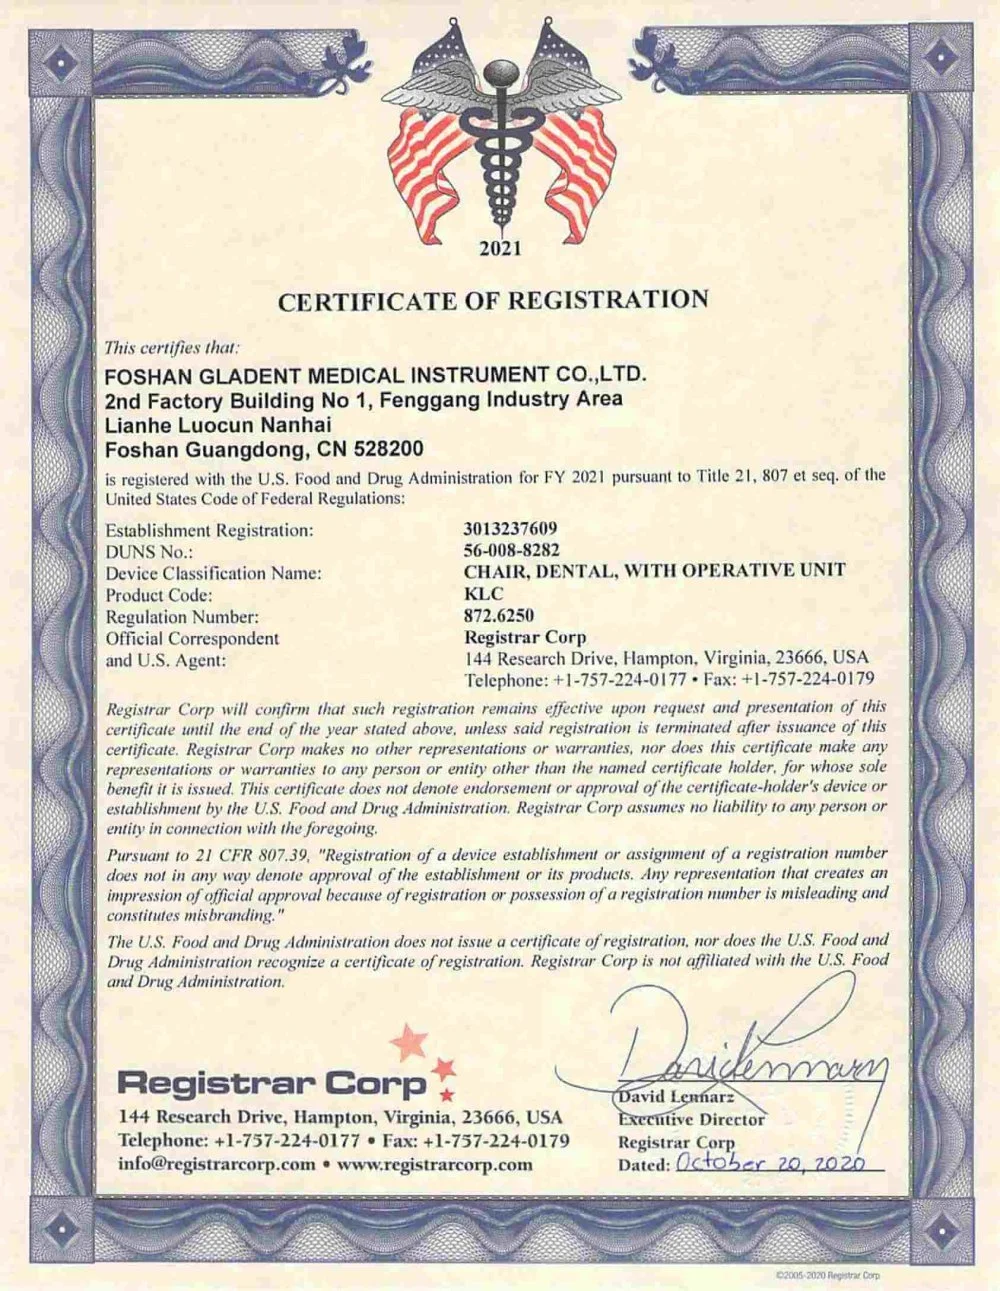 2021
CERTIFICATE OF REGISTRATION
This certifies that:
FOSHAN GLADENT MEDICAL INSTRUMENT CO.,LTD.
2nd Factory Building No 1, Fenggang Industry Area
Lianhe Luocun Nanhai
Foshan Guangdong, CN 528200
is registered with the U.S. Food and Drug Administration for FY 2021 pursuant to Title 21, 807 et seq. of the
United States Code of Federal Regulations:
Establishment Registration: 3013237609
DUNS No.: 56-008-8282
Device Classification Name: CHAIR, DENTAL, WITH OPERATIVE UNIT
Product Code: KLC
Regulation Number: 872.6250
Official Correspondent Registrar Corp
and U.S. Agent: 144 Research Drive, Hampton, Virginia, 23666, USA
Telephone: +1-757-224-0177 • Fax: +1-757-224-0179
Registrar Corp will confirm that such registration remains effective upon request and presentation of this
certificate until the end of the year stated above, unless said registration is terminated after issuance of this
certificate. Registrar Corp makes no other representations or warranties, nor does this certificate make any
representations or warranties to any person or entity other than the named certificate holder, for whose sole
benefit it is issued. This certificate does not denote endorsement or approval of the certificate-holder's device or
establishment by the U.S. Food and Drug Administration. Registrar Corp assumes no liability to any person or
entity in connection with the foregoing.
Pursuant to 21 CFR 807.39, "Registration of a device establishment or assignment of a registration number
does not in any way denote approval of the establishment or its products. Any representation that creates an
impression of official approval because of registration or possession of a registration number is misleading and
constitutes misbranding."
The U.S. Food and Drug Administration does not issue a certificate of registration, nor does the U.S. Food and
Drug Administration recognize a certificate of registration. Registrar Corp is not affiliated with the U.S. Food
and Drug Administration.
Registrar Corp
144 Research Drive, Hampton, Virginia, 23666, USA
Telephone: +1-757-224-0177 • Fax: +1-757-224-0179
info@registrarcorp.com • www.registrarcorp.com
David Lennarz
David Lennarz
Executive Director
Registrar Corp
Dated: October 20, 2020
©2005-2020 Registrar Corp